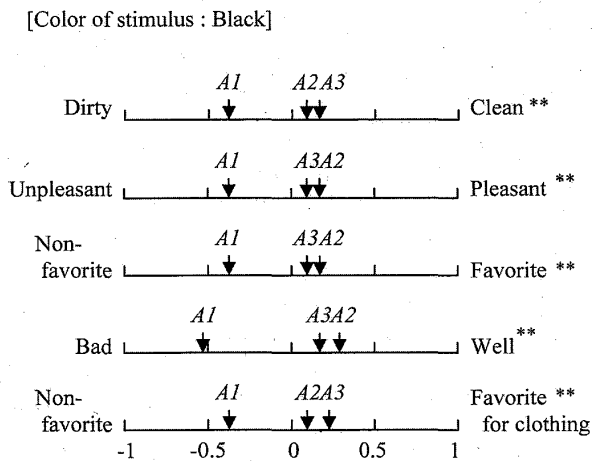 [Color of stimulus : Black]
A1 A2 A3
Dirty Clean **
A1 A3 A2
Unpleasant Pleasant **
A1 A3 A2
Non-
favorite Favorite **
A1 A3 A2
Bad Well **
A1 A2 A3
Non-
favorite
Favorite **
for clothing
-1 -0.5 0 0.5 1